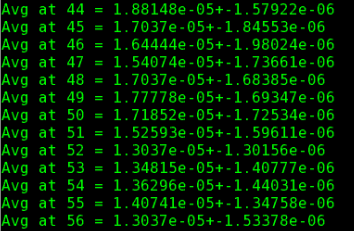 Avg at 44 = 1.88148e-05+-1.57922e-06
Avg at 45 = 1.7037e-05+-1.84553e-06
Avg at 46 = 1.64444e-05+-1.98024e-06
Avg at 47 = 1.54074e-05+-1.73661e-06
Avg at 48 = 1.7037e-05+-1.68385e-06
Avg at 49 = 1.77778e-05+-1.69347e-06
Avg at 50 = 1.71852e-05+-1.72534e-06
Avg at 51 = 1.52593e-05+-1.59611e-06
Avg at 52 = 1.3037e-05+-1.30156e-06
Avg at 53 = 1.34815e-05+-1.40777e-06
Avg at 54 = 1.36296e-05+-1.44031e-06
Avg at 55 = 1.40741e-05+-1.34758e-06
Avg at 56 = 1.3037e-05+-1.53378e-06